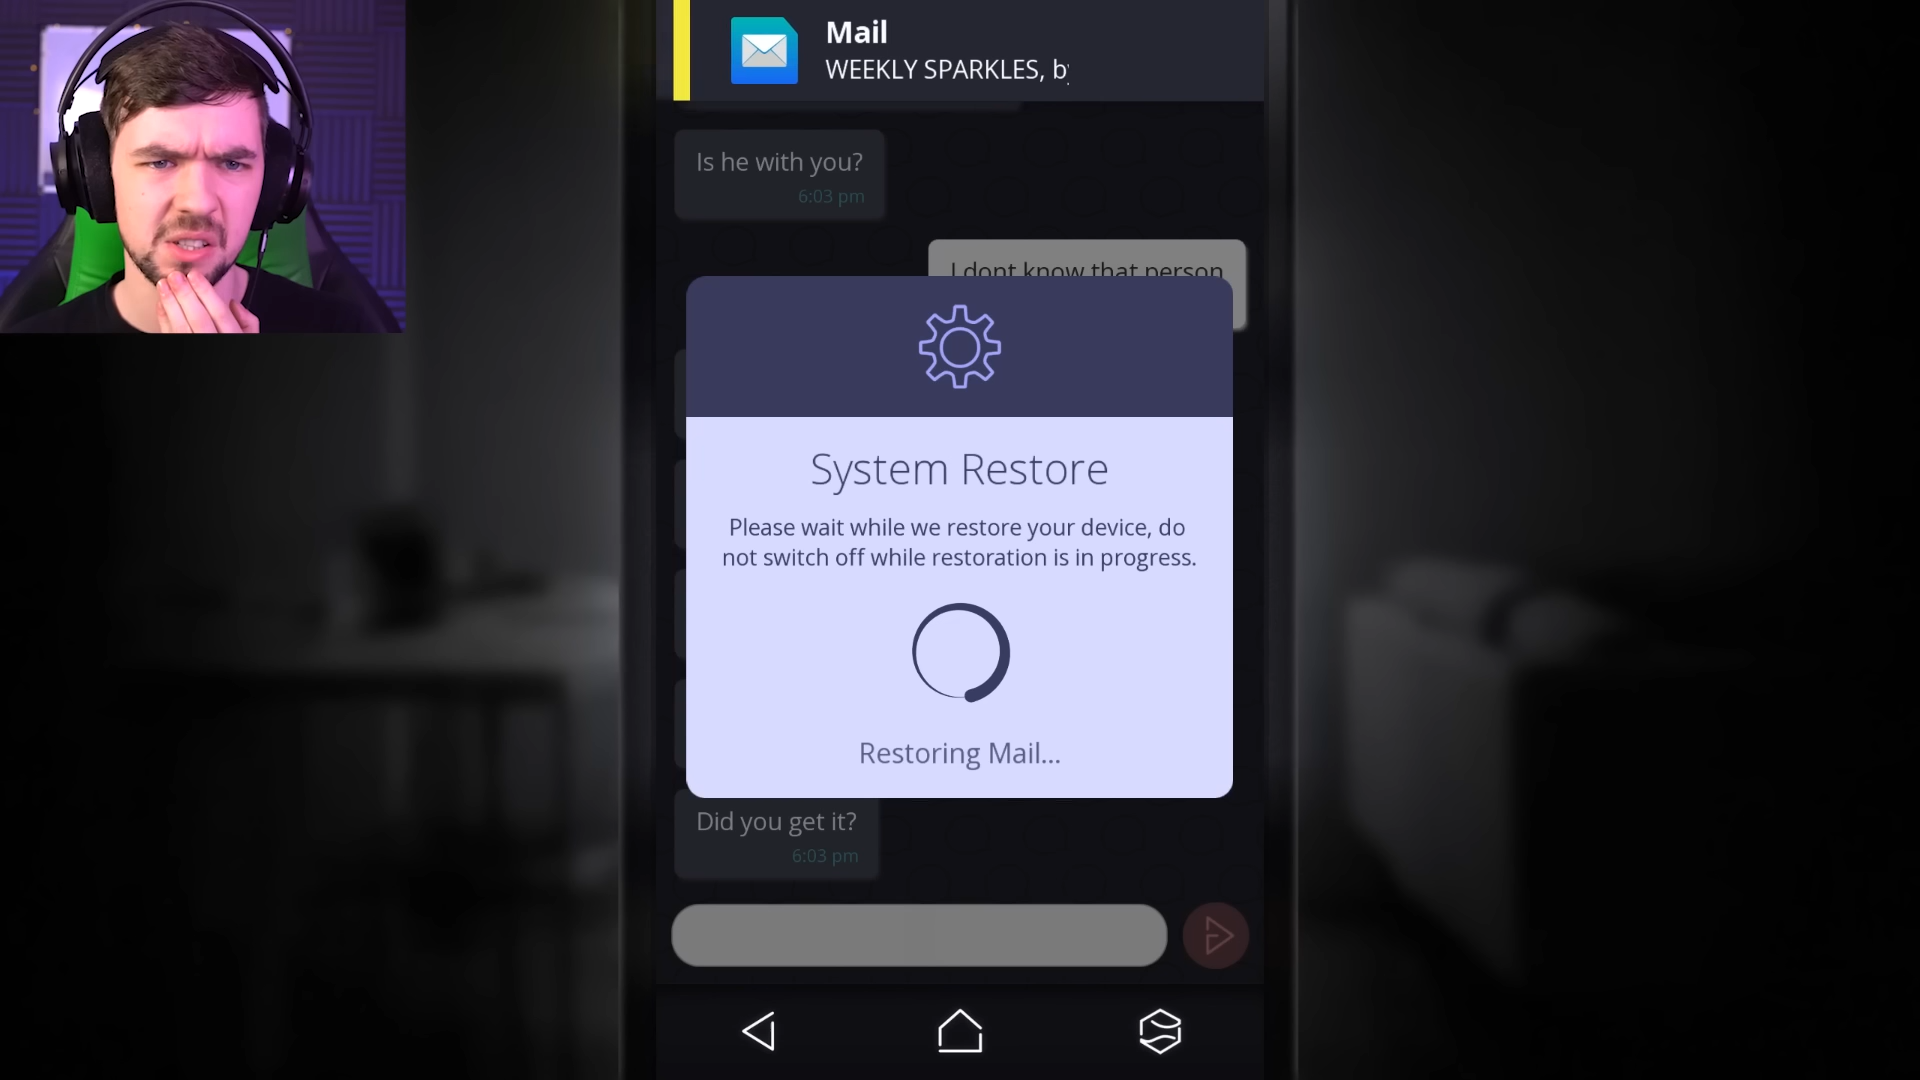 Mail
WEEKLY SPARKLES, by
Is he with you?
6:03 pm
I dont know that person
System Restore
Please wait while we restore your device, do
not switch off while restoration is in progress.
Restoring Mail...
Did you get it?
6:03 pm